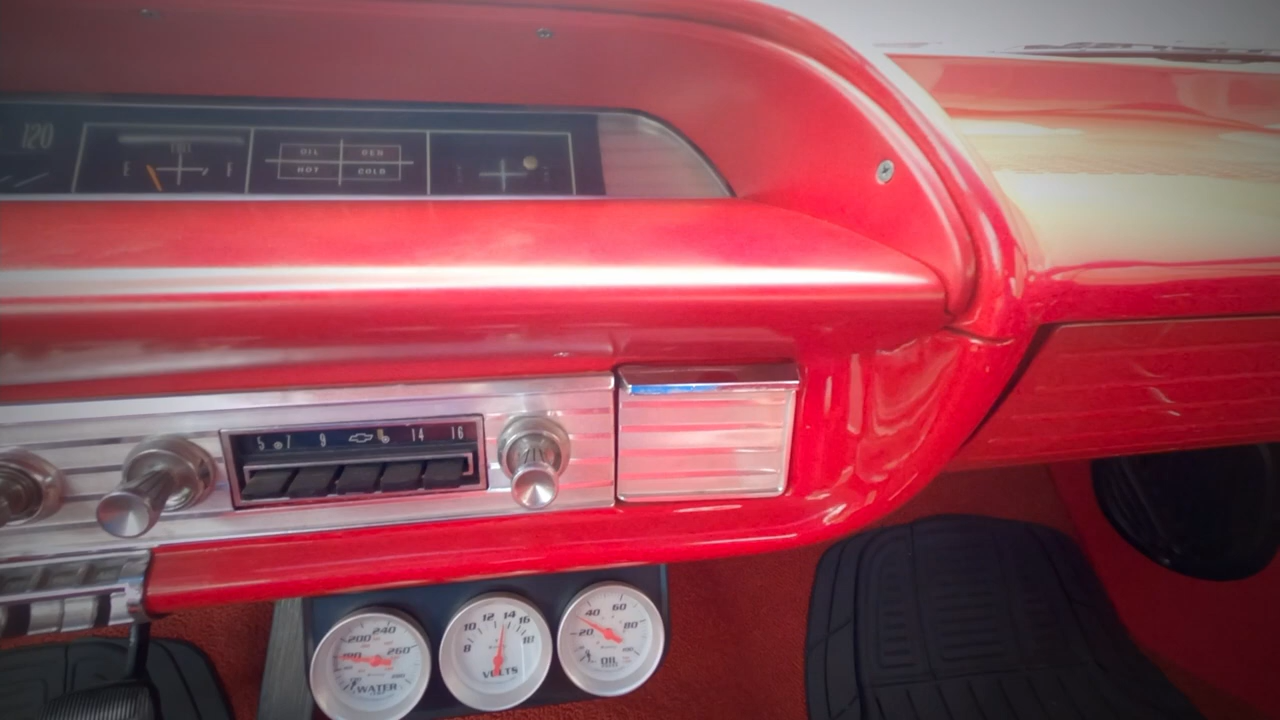 120
E F
OIL GEN
HOT COLD
5 7 9 14 16
200 240
260
WATER
8 10 12 14 16 18
VOLTS
20 40 60 80 100
OIL